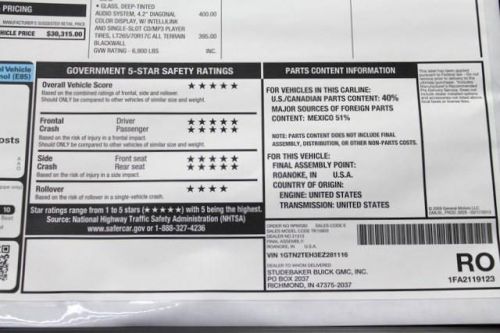 PRICING
MANUFACTURER'S SUGGESTED RETAIL PRICE
VEHICLE PRICE $30,315.00
• GLASS, DEEP-TINTED
AUDIO SYSTEM, 4.2" DIAGONAL 400.00
COLOR DISPLAY, W/ INTELLILINK
AND SINGLE-SLOT CD/MP3 PLAYER
TIRES, LT265/70R17C ALL TERRAIN 395.00
BLACKWALL
GVW RATING - 6,900 LBS INC.
GOVERNMENT 5-STAR SAFETY RATINGS
Overall Vehicle Score ★★★★★
Based on the combined ratings of frontal, side and rollover.
Should ONLY be compared to other vehicles of similar size and weight.
Frontal Driver ★★★★★
Crash Passenger ★★★★★
Based on the risk of injury in a frontal impact.
Should ONLY be compared to other vehicles of similar size and weight.
Side Front seat ★★★★★
Crash Rear seat ★★★★★
Based on the risk of injury in a side impact.
Rollover ★★★★
Based on the risk of rollover in a single-vehicle crash.
Star ratings range from 1 to 5 stars (★★★★★) with 5 being the highest.
Source: National Highway Traffic Safety Administration (NHTSA)
www.safercar.gov or 1-888-327-4236
PARTS CONTENT INFORMATION
FOR VEHICLES IN THIS CARLINE:
U.S./CANADIAN PARTS CONTENT: 40%
MAJOR SOURCES OF FOREIGN PARTS
CONTENT: MEXICO 51%
NOTE: PARTS CONTENT DOES NOT INCLUDE FINAL
ASSEMBLY, DISTRIBUTION, OR OTHER NON-PARTS COSTS.
FOR THIS VEHICLE:
FINAL ASSEMBLY POINT:
ROANOKE, IN U.S.A.
COUNTRY OF ORIGIN:
ENGINE: UNITED STATES
TRANSMISSION: UNITED STATES
VIN 1GTN2TEH3EZ281116
DEALER TO WHOM DELIVERED
STUDEBAKER BUICK GMC, INC.
PO BOX 2037
RICHMOND, IN 47375-2037
RO
1FA2119123